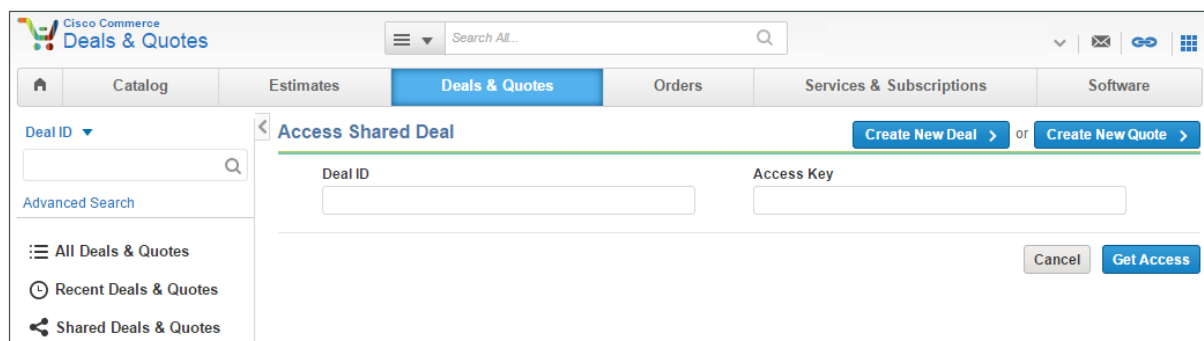 Cisco Commerce
Deals & Quotes
Search All...
Catalog Estimates Deals & Quotes Orders Services & Subscriptions Software
Deal ID
Advanced Search
All Deals & Quotes
Recent Deals & Quotes
Shared Deals & Quotes
Access Shared Deal
Create New Deal or Create New Quote
Deal ID Access Key
Cancel Get Access